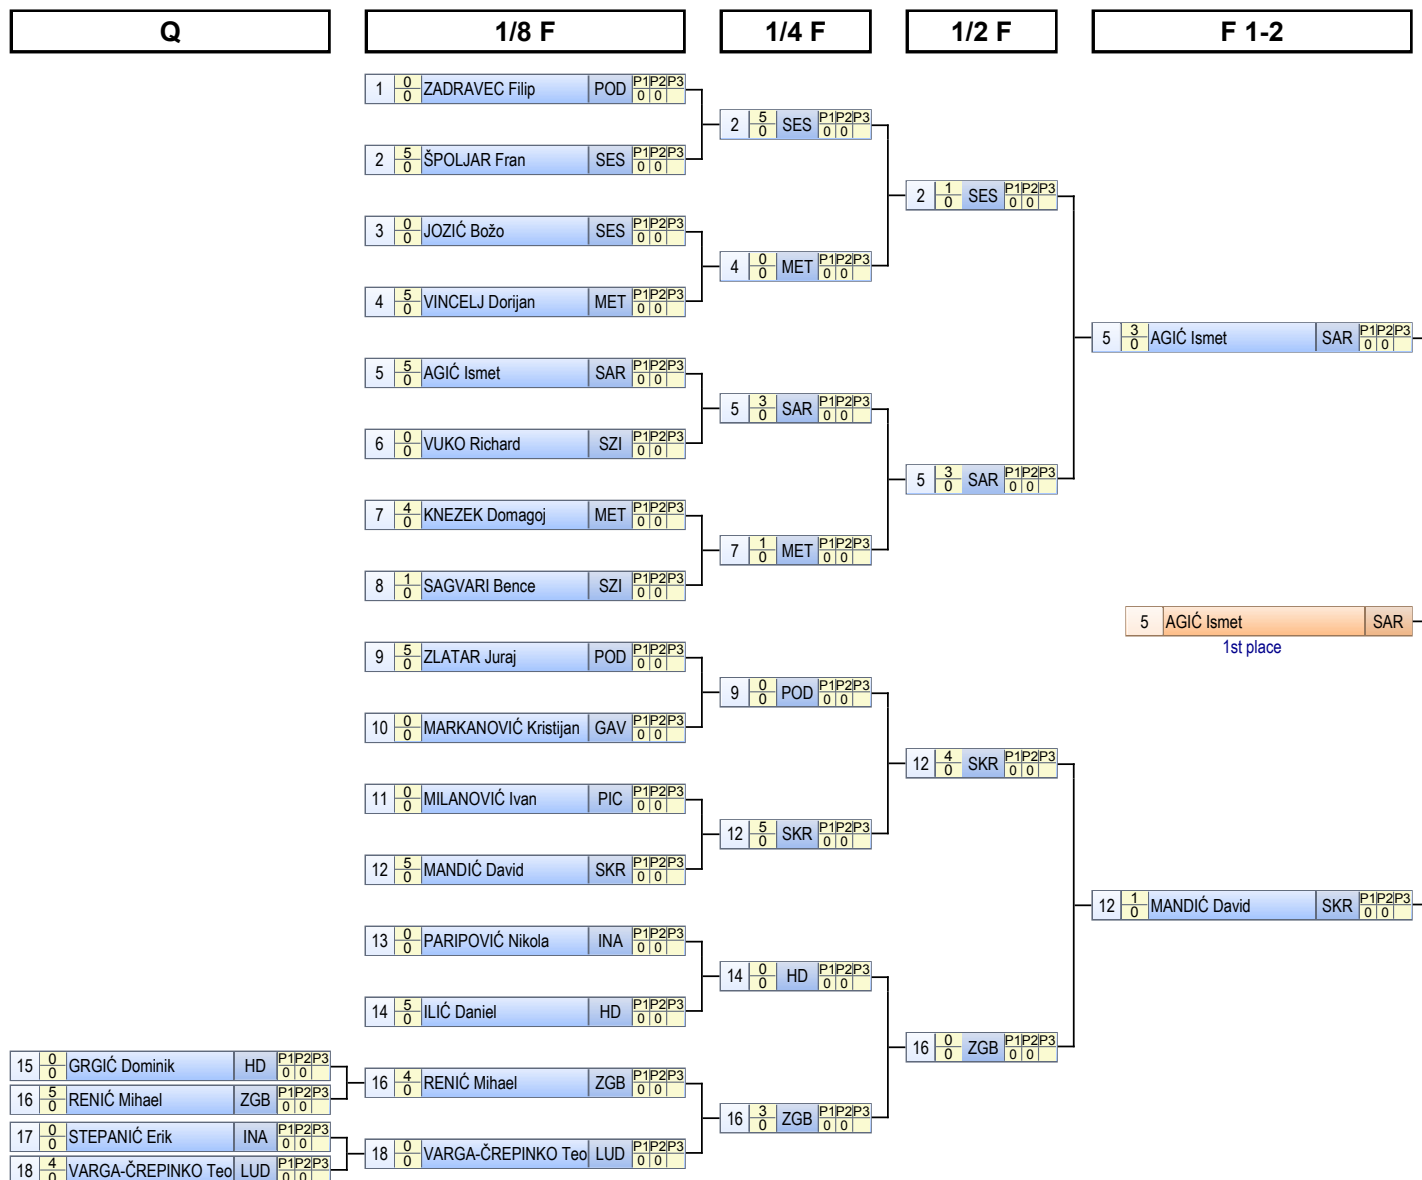 Q
1/8 F
1/4 F
1/2 F
F 1-2
1 0 0 ZADRAVEC Filip POD P1 P2 P3 0 0
2 5 0 ŠPOLJAR Fran SES P1 P2 P3 0 0
3 0 0 JOZIĆ Božo SES P1 P2 P3 0 0
4 5 0 VINCELJ Dorijan MET P1 P2 P3 0 0
5 5 0 AGIĆ Ismet SAR P1 P2 P3 0 0
6 0 0 VUKO Richard SZI P1 P2 P3 0 0
7 4 0 KNEZEK Domagoj MET P1 P2 P3 0 0
8 1 0 SAGVARI Bence SZI P1 P2 P3 0 0
9 5 0 ZLATAR Juraj POD P1 P2 P3 0 0
10 0 0 MARKANOVIĆ Kristijan GAV P1 P2 P3 0 0
11 0 0 MILANOVIĆ Ivan PIC P1 P2 P3 0 0
12 5 0 MANDIĆ David SKR P1 P2 P3 0 0
13 0 0 PARIPOVIĆ Nikola INA P1 P2 P3 0 0
14 5 0 ILIĆ Daniel HD P1 P2 P3 0 0
15 0 0 GRGIĆ Dominik HD P1 P2 P3 0 0
16 5 0 RENIĆ Mihael ZGB P1 P2 P3 0 0
17 0 0 STEPANIĆ Erik INA P1 P2 P3 0 0
18 4 0 VARGA-ČREPINKO Teo LUD P1 P2 P3 0 0
16 4 0 RENIĆ Mihael ZGB P1 P2 P3 0 0
18 0 0 VARGA-ČREPINKO Teo LUD P1 P2 P3 0 0
2 5 0 SES P1 P2 P3 0 0
4 0 0 MET P1 P2 P3 0 0
5 3 0 SAR P1 P2 P3 0 0
7 1 0 MET P1 P2 P3 0 0
9 0 0 POD P1 P2 P3 0 0
12 5 0 SKR P1 P2 P3 0 0
14 0 0 HD P1 P2 P3 0 0
16 3 0 ZGB P1 P2 P3 0 0
2 1 0 SES P1 P2 P3 0 0
5 3 0 SAR P1 P2 P3 0 0
12 4 0 SKR P1 P2 P3 0 0
16 0 0 ZGB P1 P2 P3 0 0
5 3 0 AGIĆ Ismet SAR P1 P2 P3 0 0
5 AGIĆ Ismet SAR
1st place
12 1 0 MANDIĆ David SKR P1 P2 P3 0 0